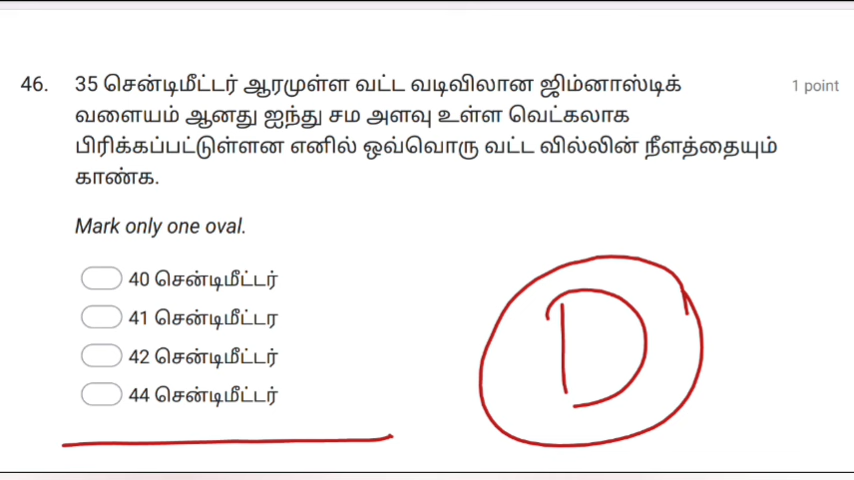 46. 35 சென்டிமீட்டர் ஆரமுள்ள வட்ட வடிவிலான ஜிம்னாஸ்டிக் 1 point
வளையம் ஆனது ஐந்து சம அளவு உள்ள வெட்கலாக
பிரிக்கப்பட்டுள்ளன எனில் ஒவ்வொரு வட்ட வில்லின் நீளத்தையும்
காண்க.
Mark only one oval.
40 சென்டிமீட்டர்
41 சென்டிமீட்டர
42 சென்டிமீட்டர்
44 சென்டிமீட்டர்
D